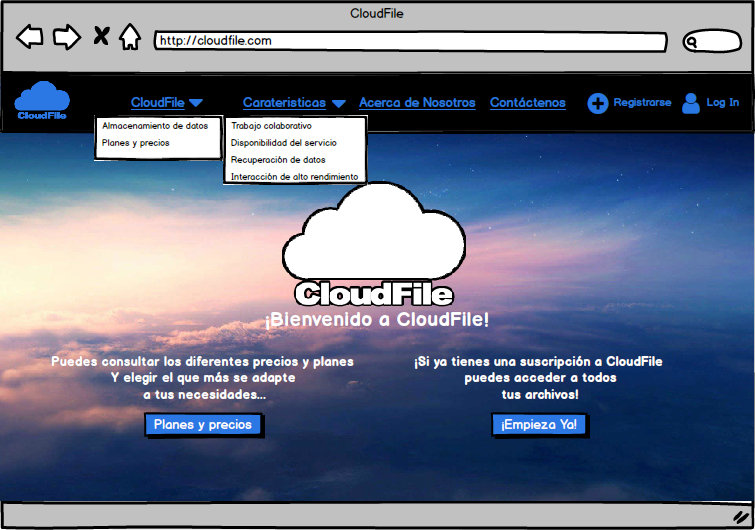 CloudFile
http://cloudfile.com
CloudFile
CloudFile
Carateristicas
Acerca de Nosotros
Contáctenos
Registrarse
Log In
Almacenamiento de datos
Planes y precios
Trabajo colaborativo
Disponibilidad del servicio
Recuperación de datos
Interacción de alto rendimiento
CloudFile
¡Bienvenido a CloudFile!
Puedes consultar los diferentes precios y planes
Y elegir el que más se adapte
a tus necesidades...
Planes y precios
¡Si ya tienes una suscripción a CloudFile
puedes acceder a todos
tus archivos!
¡Empieza Ya!